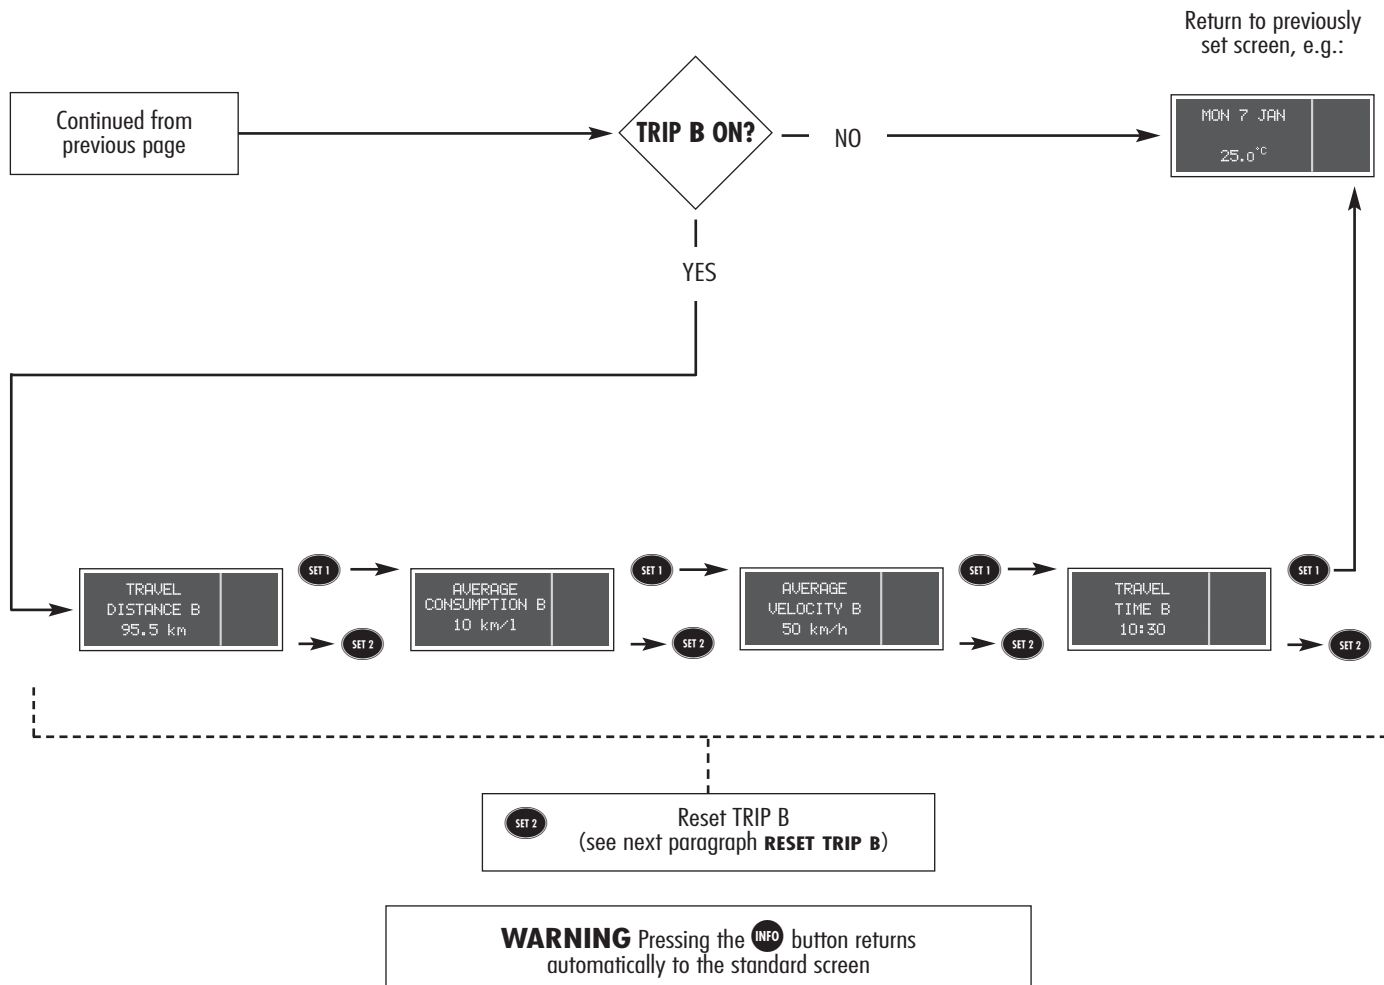 Return to previously
set screen, e.g.:
Continued from
previous page
TRIP B ON?
NO
MON 7 JAN
25.0°C
YES
TRAVEL
DISTANCE B
95.5 km
SET 1
SET 2
AVERAGE
CONSUMPTION B
10 km/l
SET 1
SET 2
AVERAGE
VELOCITY B
50 km/h
SET 1
SET 2
TRAVEL
TIME B
10:30
SET 1
SET 2
SET 2 Reset TRIP B
(see next paragraph RESET TRIP B)
WARNING Pressing the INFO button returns
automatically to the standard screen